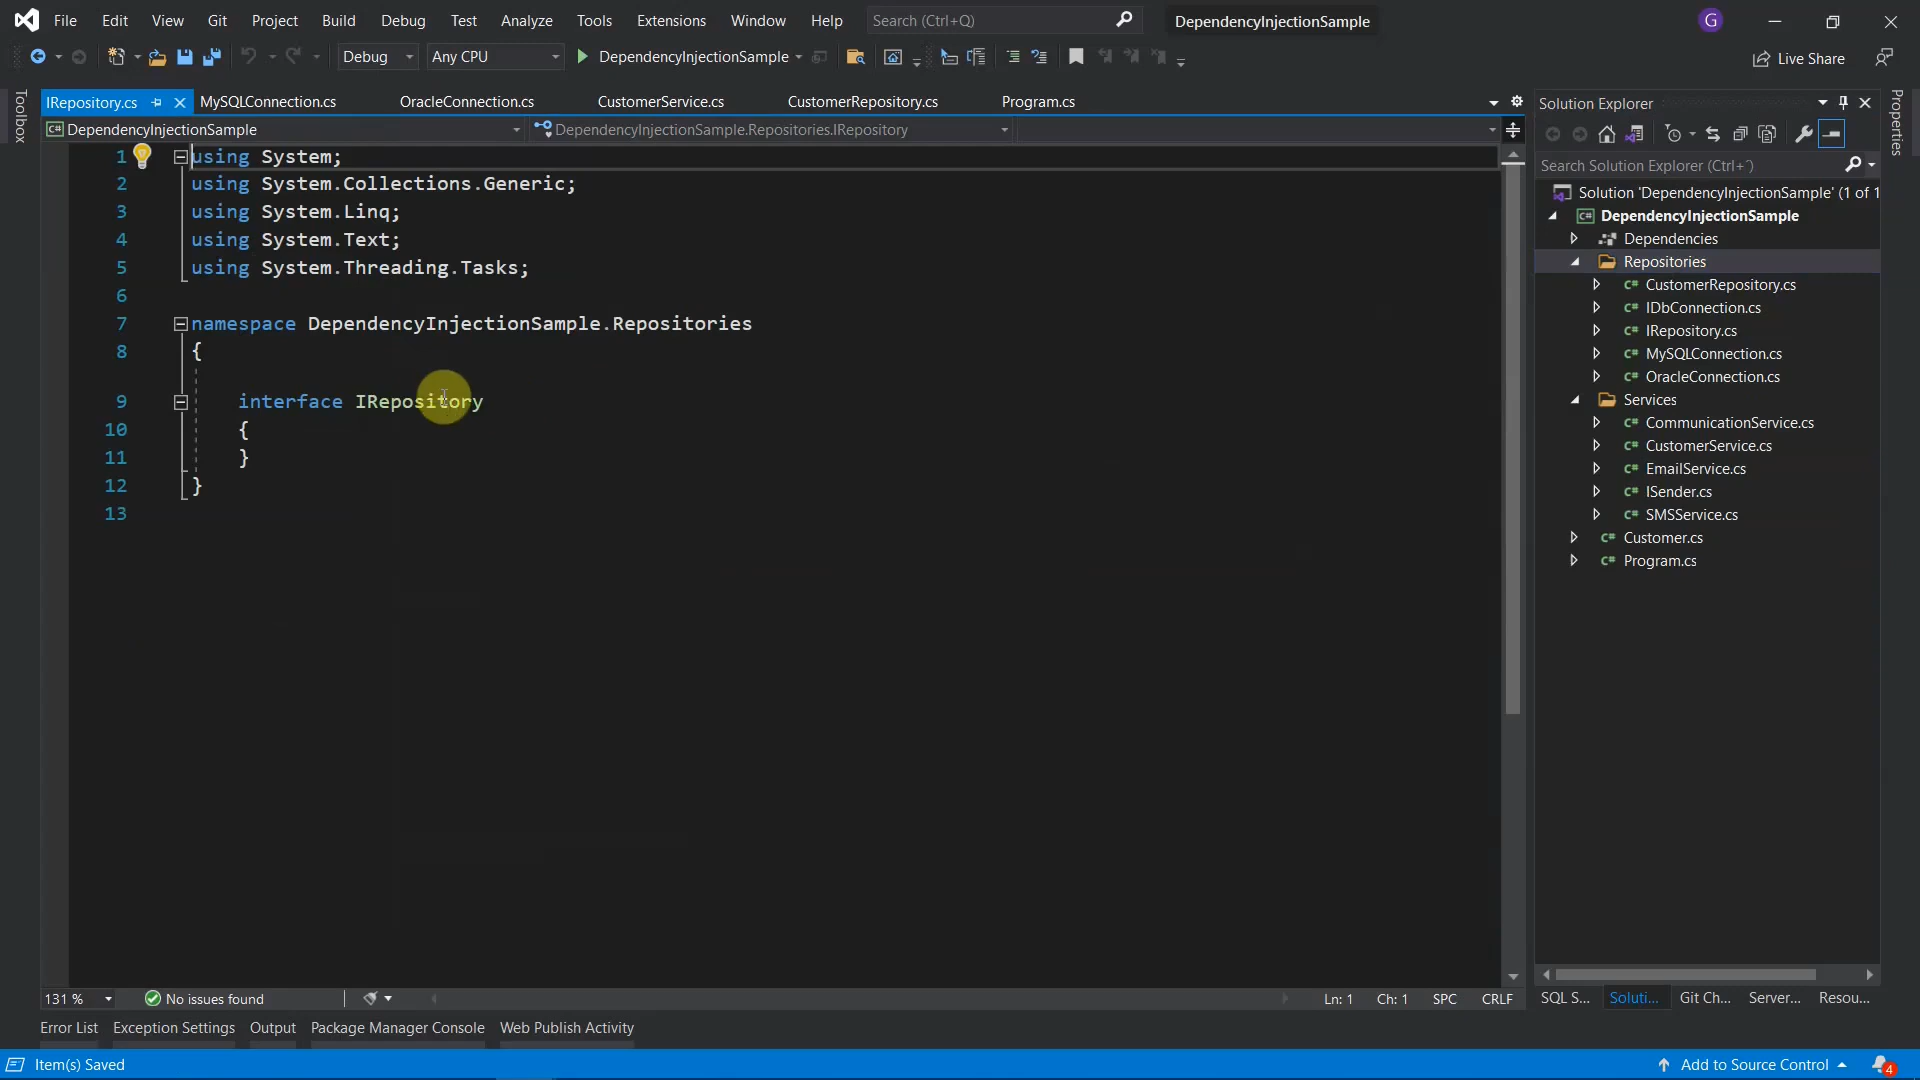 File Edit View Git Project Build Debug Test Analyze Tools Extensions Window Help Search (Ctrl+Q) DependencyInjectionSample G
Debug Any CPU DependencyInjectionSample Live Share
Toolbox
IRepository.cs MySQLConnection.cs OracleConnection.cs CustomerService.cs CustomerRepository.cs Program.cs
C# DependencyInjectionSample DependencyInjectionSample.Repositories.IRepository
1 using System;
2 using System.Collections.Generic;
3 using System.Linq;
4 using System.Text;
5 using System.Threading.Tasks;
6
7 namespace DependencyInjectionSample.Repositories
8 {
9 interface IRepository
10 {
11 }
12 }
13
131 % No issues found Ln: 1 Ch: 1 SPC CRLF
Solution Explorer
Search Solution Explorer (Ctrl+¨)
Solution 'DependencyInjectionSample' (1 of 1
C# DependencyInjectionSample
Dependencies
Repositories
C# CustomerRepository.cs
C# IDbConnection.cs
C# IRepository.cs
C# MySQLConnection.cs
C# OracleConnection.cs
Services
C# CommunicationService.cs
C# CustomerService.cs
C# EmailService.cs
C# ISender.cs
C# SMSService.cs
C# Customer.cs
C# Program.cs
SQL S... Soluti... Git Ch... Server... Resou...
Properties
Error List Exception Settings Output Package Manager Console Web Publish Activity
Item(s) Saved Add to Source Control 4